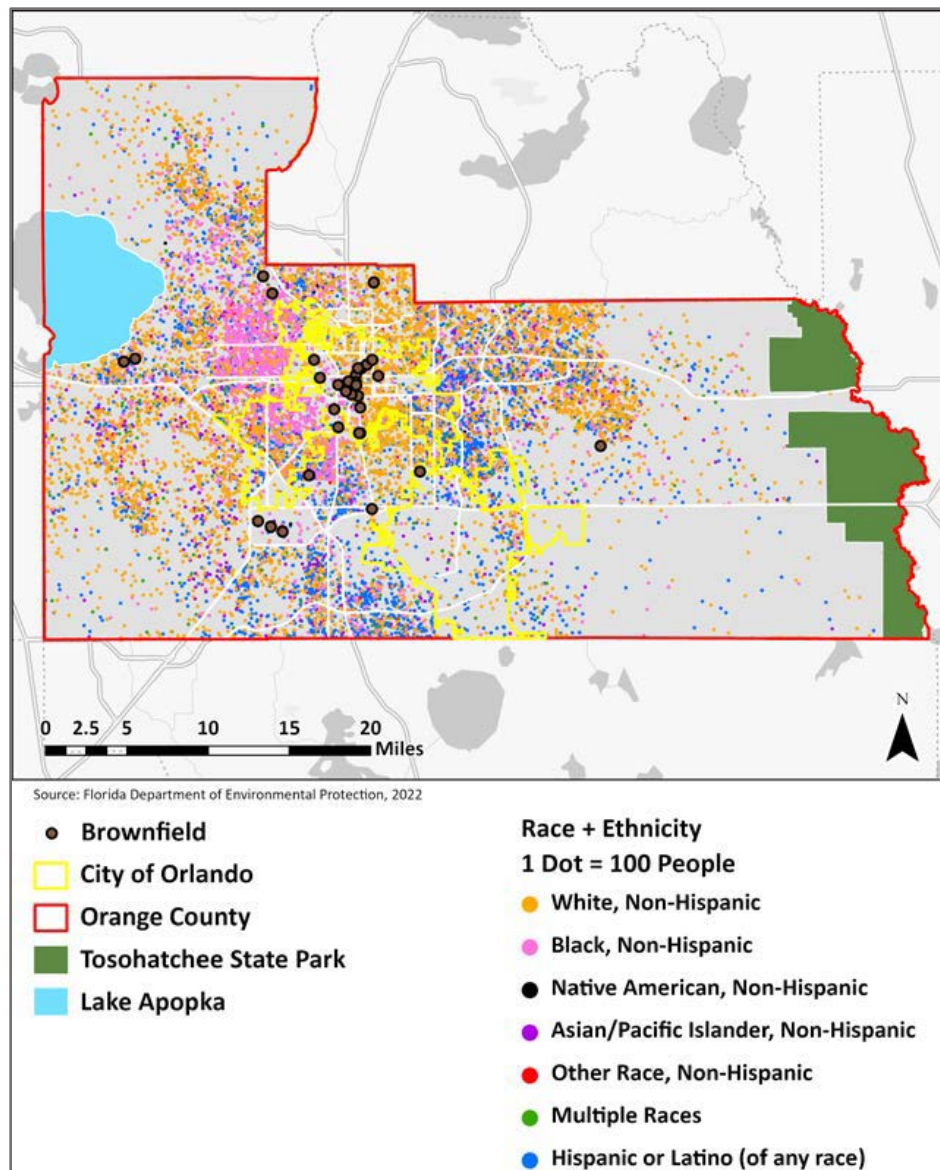 N
0 2.5 5 10 15 20
Miles
Source: Florida Department of Environmental Protection, 2022
Brownfield
City of Orlando
Orange County
Tosohatchee State Park
Lake Apopka
Race + Ethnicity
1 Dot = 100 People
White, Non-Hispanic
Black, Non-Hispanic
Native American, Non-Hispanic
Asian/Pacific Islander, Non-Hispanic
Other Race, Non-Hispanic
Multiple Races
Hispanic or Latino (of any race)